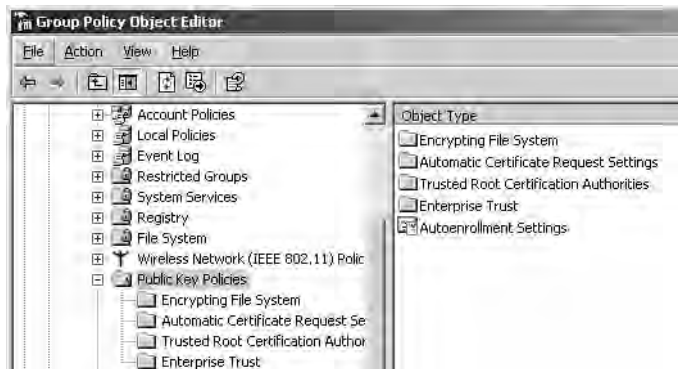 Group Policy Object Editor
File Action View Help
Account Policies
Local Policies
Event Log
Restricted Groups
System Services
Registry
File System
Wireless Network (IEEE 802.11) Polic
Public Key Policies
Encrypting File System
Automatic Certificate Request Se
Trusted Root Certification Author
Enterprise Trust
Object Type
Encrypting File System
Automatic Certificate Request Settings
Trusted Root Certification Authorities
Enterprise Trust
Autoenrollment Settings